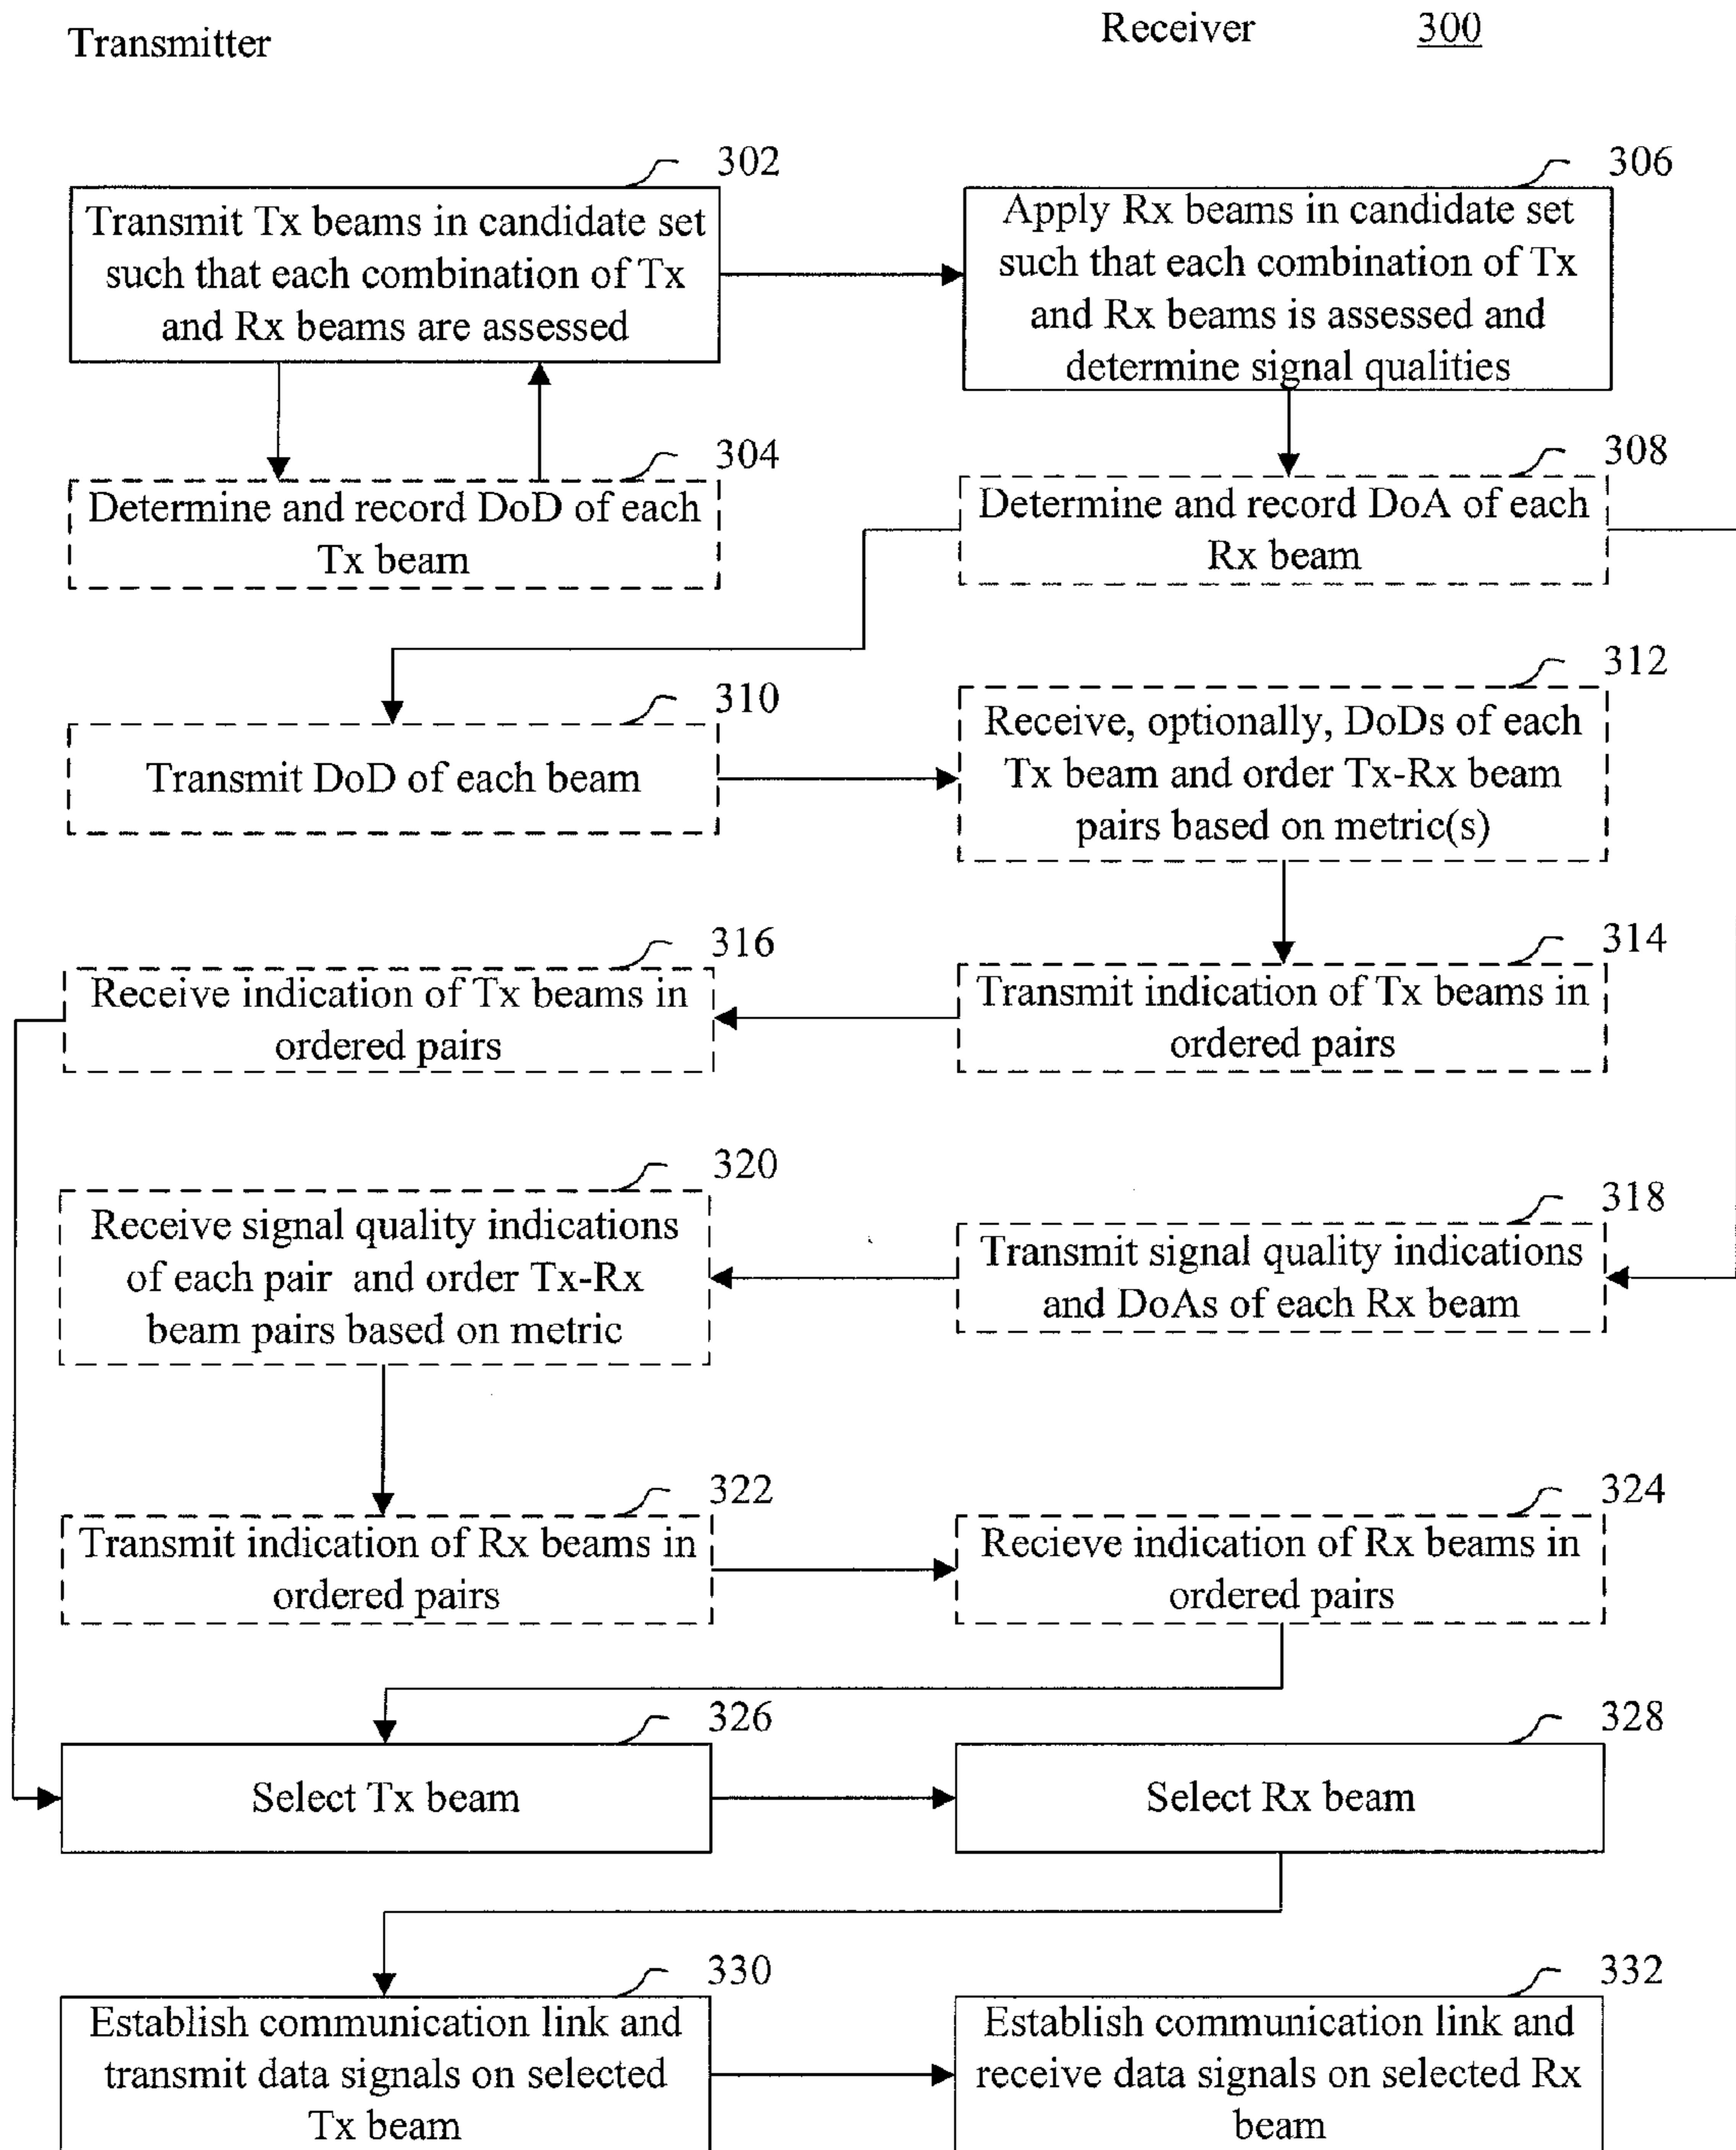 Transmitter
Receiver 300
302
Transmit Tx beams in candidate set
such that each combination of Tx
and Rx beams are assessed
306
Apply Rx beams in candidate set
such that each combination of Tx
and Rx beams is assessed and
determine signal qualities
304
Determine and record DoD of each
Tx beam
308
Determine and record DoA of each
Rx beam
310
Transmit DoD of each beam
312
Receive, optionally, DoDs of each
Tx beam and order Tx-Rx beam
pairs based on metric(s)
316
Receive indication of Tx beams in
ordered pairs
314
Transmit indication of Tx beams in
ordered pairs
320
Receive signal quality indications
of each pair and order Tx-Rx
beam pairs based on metric
318
Transmit signal quality indications
and DoAs of each Rx beam
322
Transmit indication of Rx beams in
ordered pairs
324
Recieve indication of Rx beams in
ordered pairs
326
Select Tx beam
328
Select Rx beam
330
Establish communication link and
transmit data signals on selected
Tx beam
332
Establish communication link and
receive data signals on selected Rx
beam